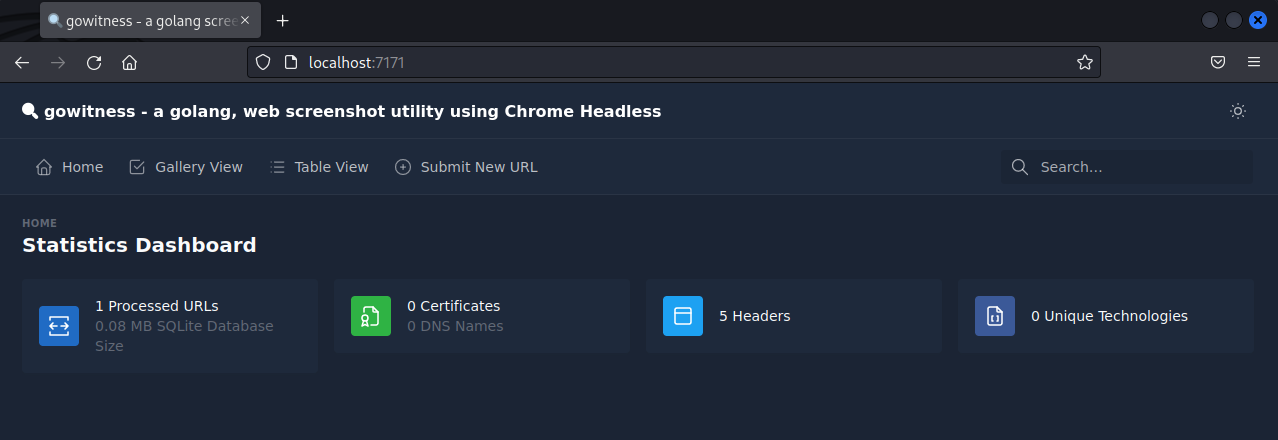 gowitness - a golang scre
localhost:7171
gowitness - a golang, web screenshot utility using Chrome Headless
Home Gallery View Table View Submit New URL Search…
HOME
Statistics Dashboard
1 Processed URLs
0.08 MB SQLite Database
Size
0 Certificates
0 DNS Names
5 Headers
0 Unique Technologies